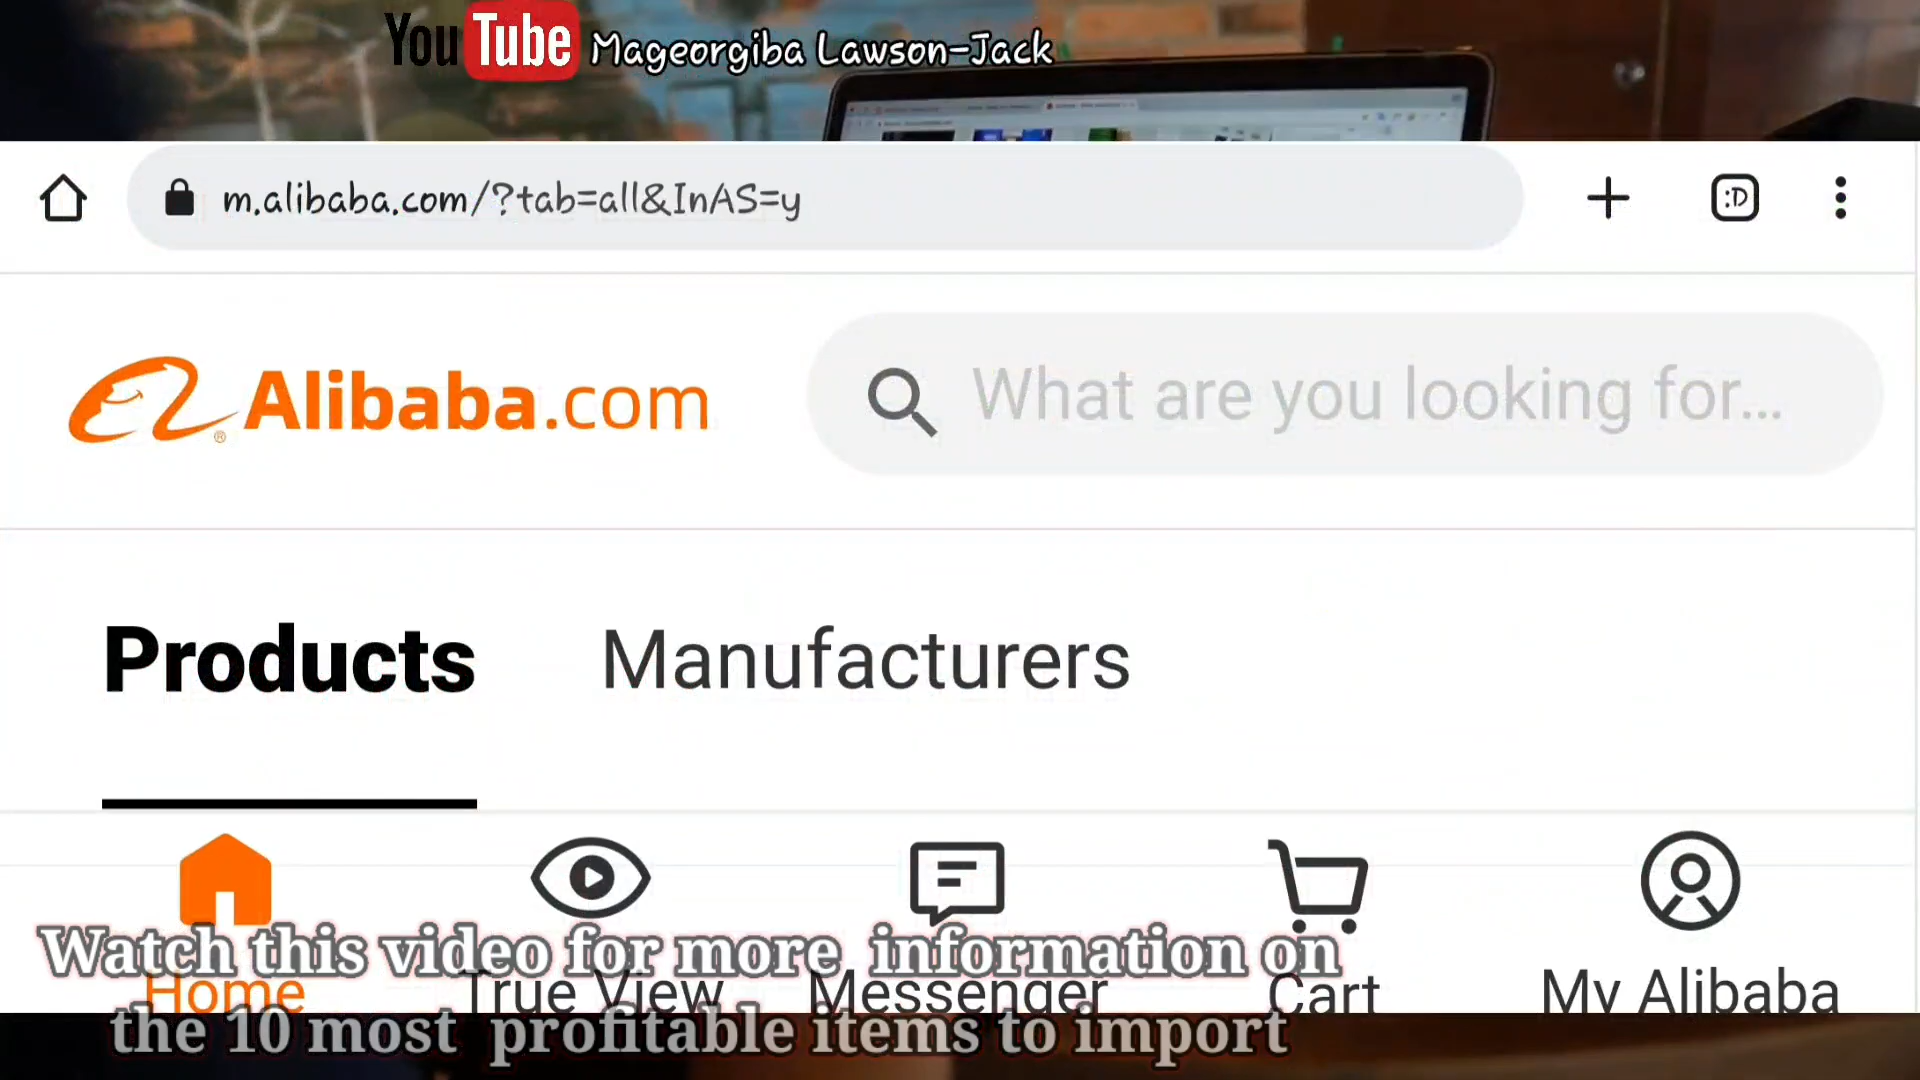 YouTube Mageorgiba Lawson-Jack
m.alibaba.com/?tab=all&InAS=y
:D
Alibaba.com
What are you looking for...
Products
Manufacturers
Home
True View
Messenger
Cart
My Alibaba
Watch this video for more information on
the 10 most profitable items to import